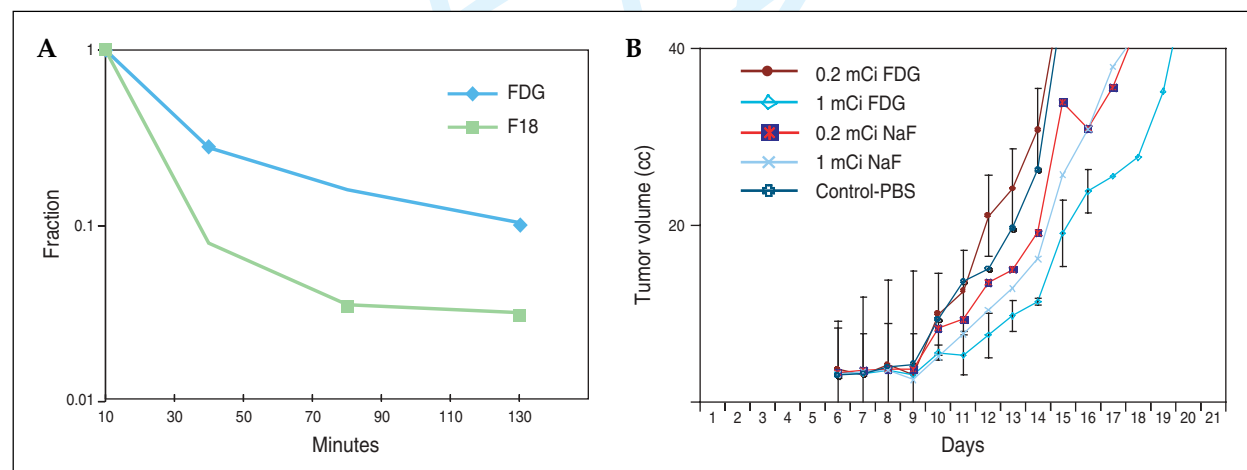 A
1
0.1
0.01
Fraction
10 30 50 70 90 110 130
Minutes
FDG
F18
B
40
20
Tumor volume (cc)
0.2 mCi FDG
1 mCi FDG
0.2 mCi NaF
1 mCi NaF
Control-PBS
1 2 3 4 5 6 7 8 9 10 11 12 13 14 15 16 17 18 19 20 21
Days